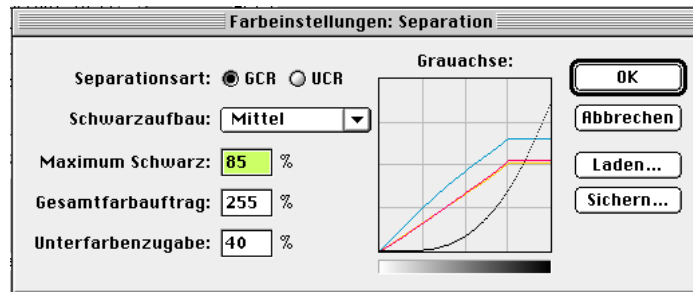 Farbeinstellungen: Separation
Separationsart: GCR UCR
Schwarzaufbau: Mittel
Maximum Schwarz: 85 %
Gesamtfarbauftrag: 255 %
Unterfarbenzugabe: 40 %
Grauachse:
OK
Abbrechen
Laden...
Sichern...